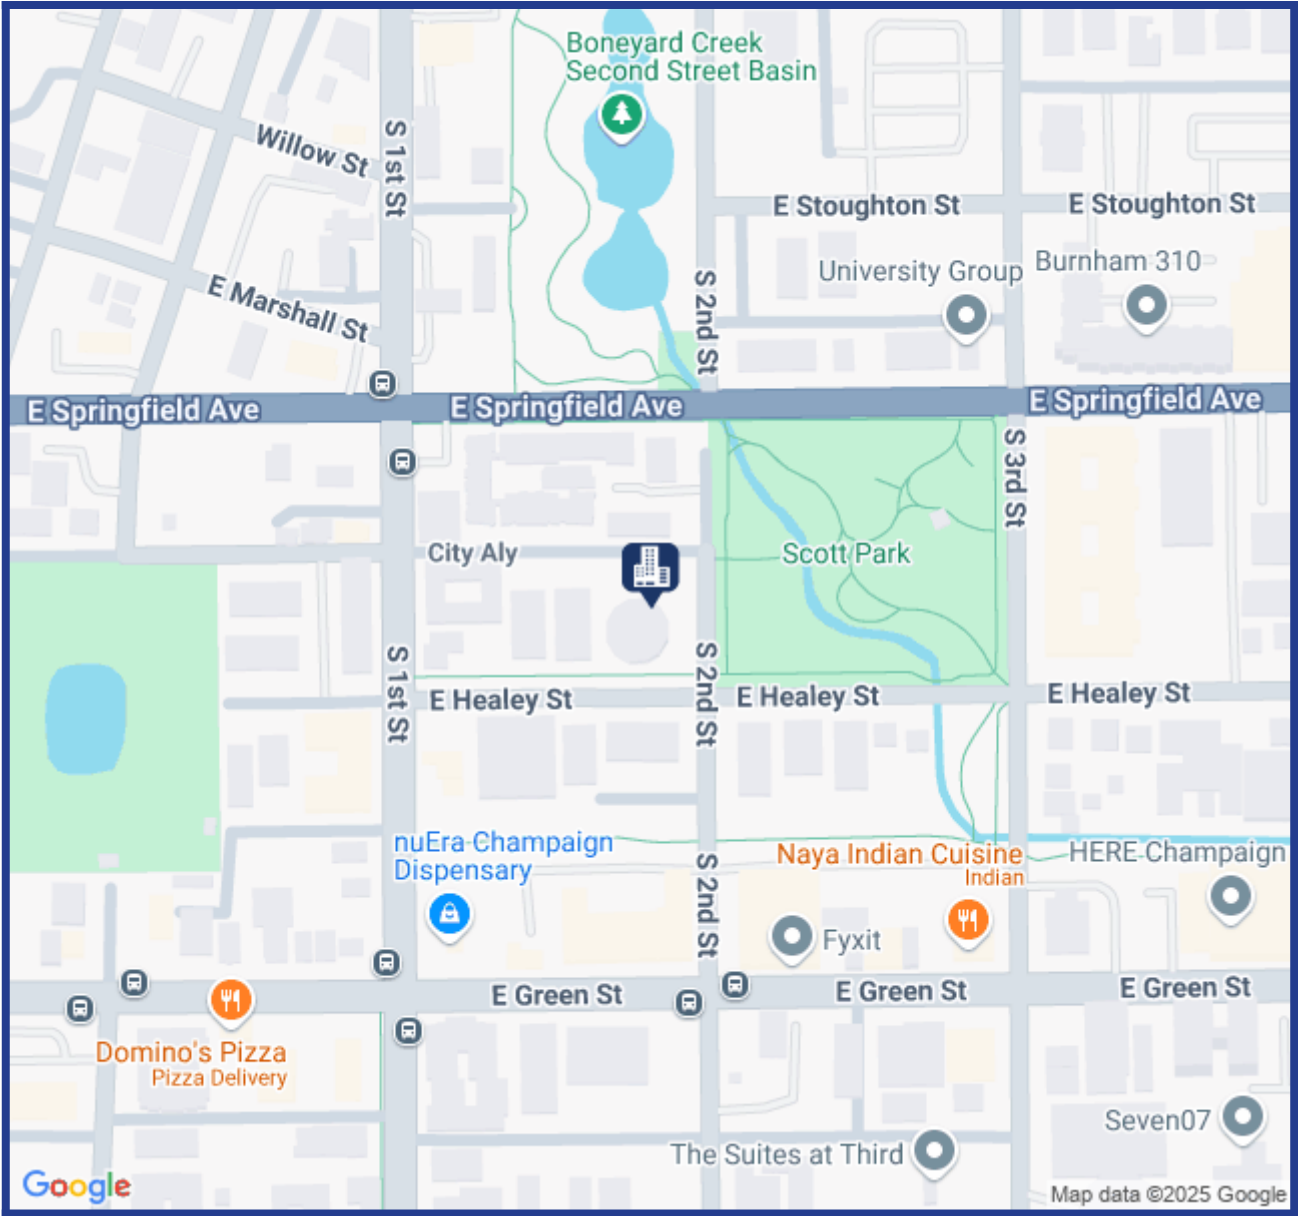 Boneyard Creek
Second Street Basin
Willow St
S 1st St
E Stoughton St
E Stoughton St
University Group
Burnham 310
E Marshall St
S 2nd St
E Springfield Ave
E Springfield Ave
E Springfield Ave
S 3rd St
City Aly
Scott Park
S 1st St
S 2nd St
E Healey St
E Healey St
E Healey St
nuEra Champaign
Dispensary
Naya Indian Cuisine
Indian
HERE Champaign
S 2nd St
Fyxit
E Green St
E Green St
E Green St
Domino's Pizza
Pizza Delivery
Seven07
The Suites at Third
Google
Map data ©2025 Google